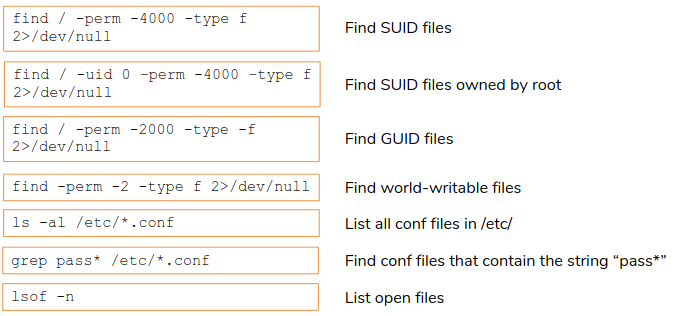 find / -perm -4000 -type f
2>/dev/null
Find SUID files
find / -uid 0 -perm -4000 -type f
2>/dev/null
Find SUID files owned by root
find / -perm -2000 -type -f
2>/dev/null
Find GUID files
find -perm -2 -type f 2>/dev/null
Find world-writable files
ls -al /etc/*.conf
List all conf files in /etc/
grep pass* /etc/*.conf
Find conf files that contain the string “pass*”
lsof -n
List open files